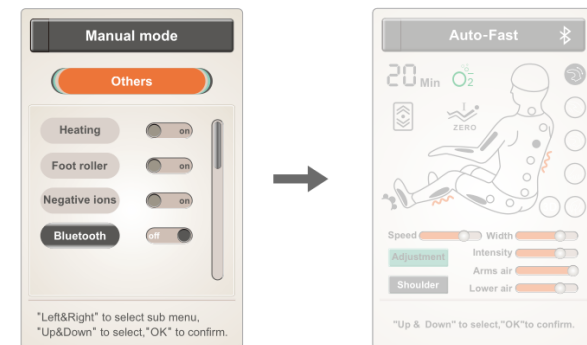 Manual mode
Others
Heating on
Foot roller on
Negative ions on
Bluetooth off
"Left&Right" to select sub menu,
"Up&Down" to select,"OK" to confirm.
Auto-Fast
20 Min O2
ZERO
Speed Width
Adjustment Intensity
Arms air
Shoulder Lower air
"Up & Down" to select,"OK"to confirm.